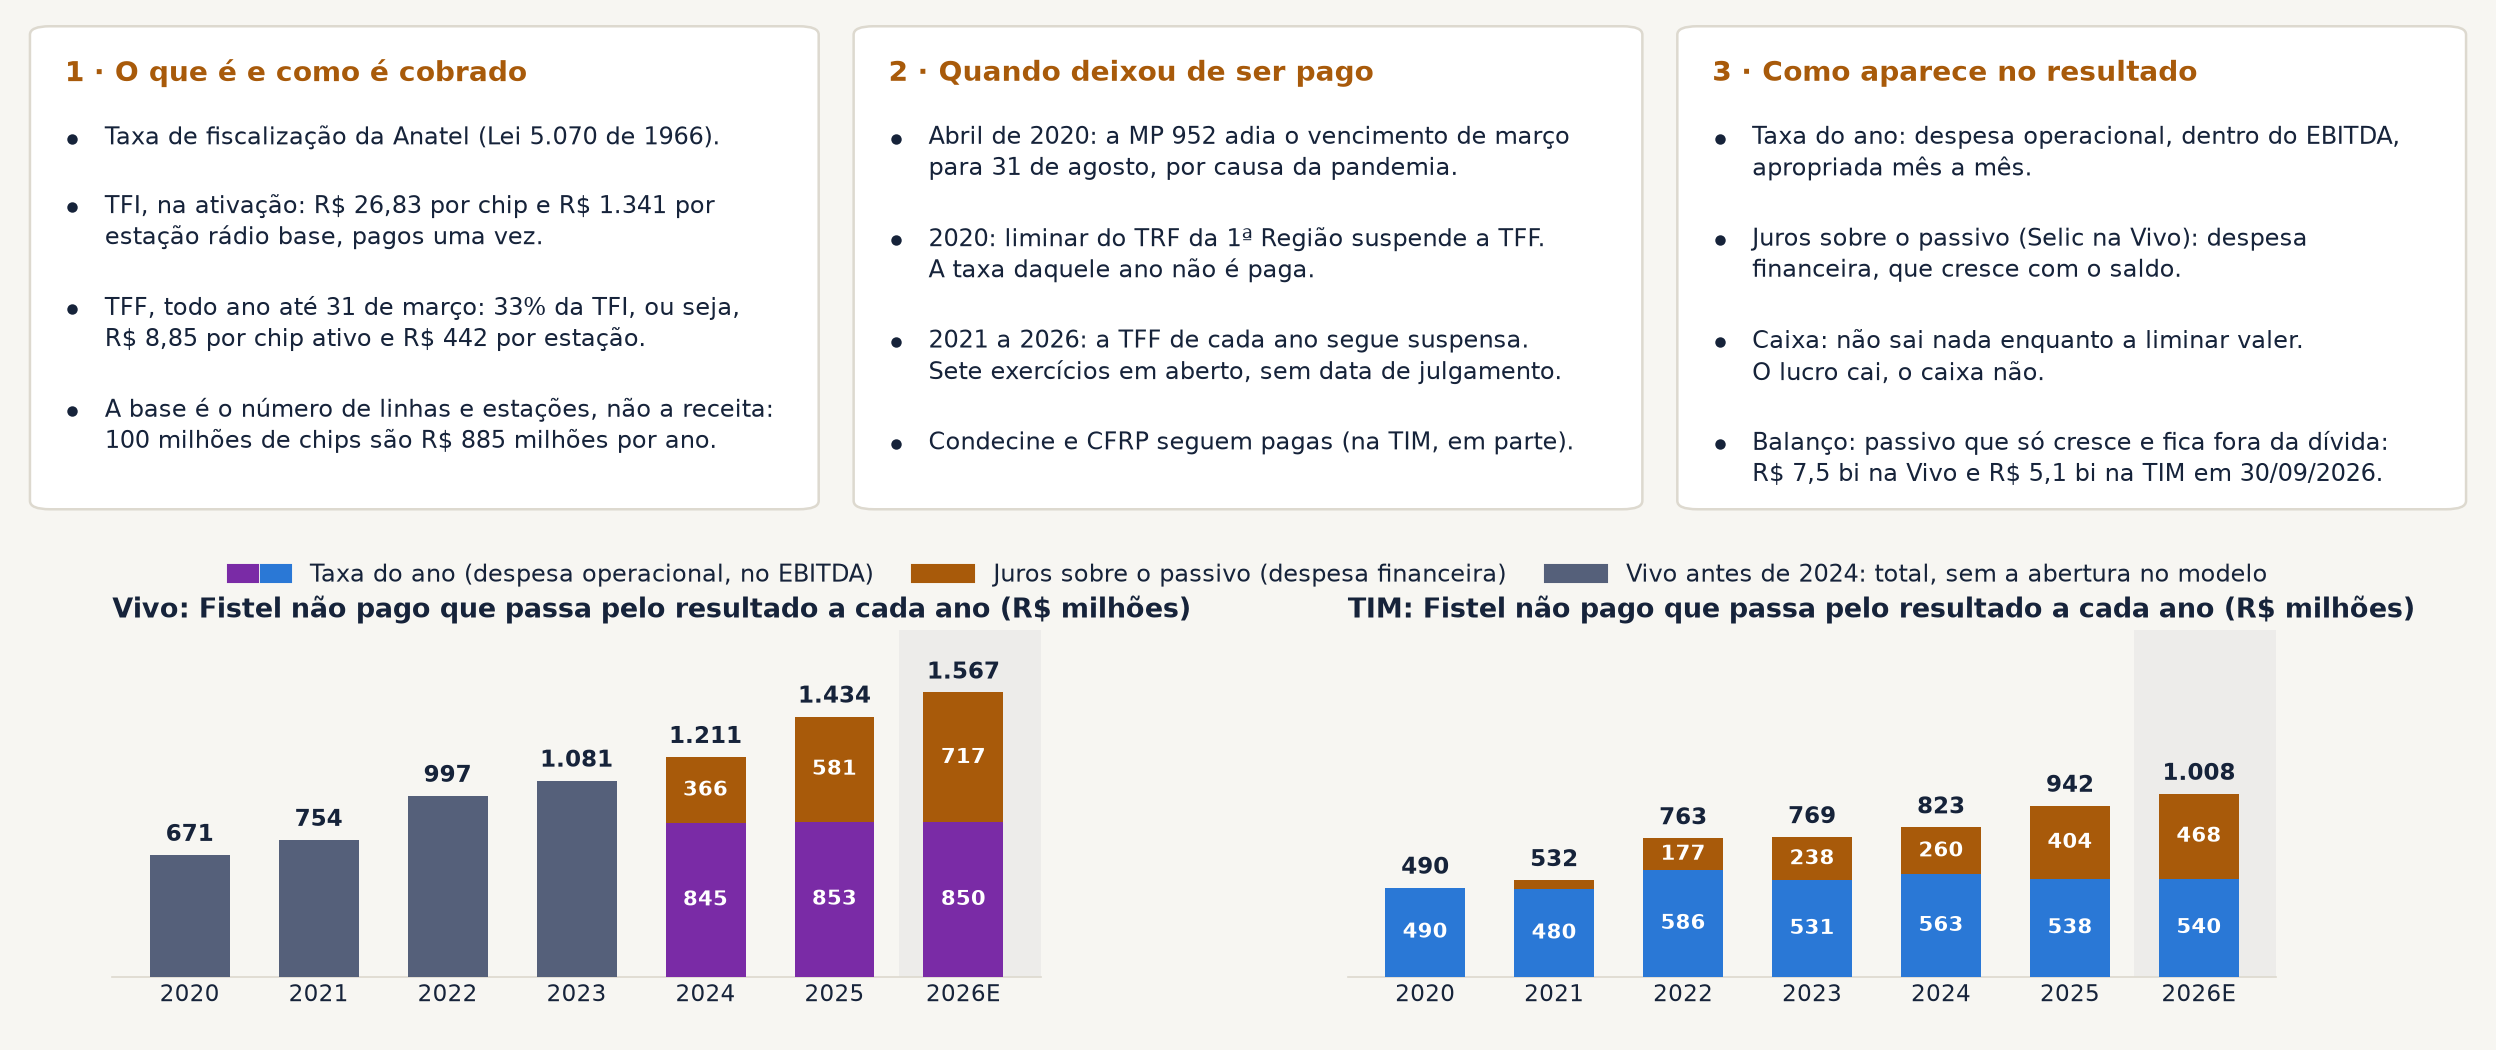 1 · O que é e como é cobrado
• Taxa de fiscalização da Anatel (Lei 5.070 de 1966).
• TFI, na ativação: R$ 26,83 por chip e R$ 1.341 por
estação rádio base, pagos uma vez.
• TFF, todo ano até 31 de março: 33% da TFI, ou seja,
R$ 8,85 por chip ativo e R$ 442 por estação.
• A base é o número de linhas e estações, não a receita:
100 milhões de chips são R$ 885 milhões por ano.
2 · Quando deixou de ser pago
• Abril de 2020: a MP 952 adia o vencimento de março
para 31 de agosto, por causa da pandemia.
• 2020: liminar do TRF da 1ª Região suspende a TFF.
A taxa daquele ano não é paga.
• 2021 a 2026: a TFF de cada ano segue suspensa.
Sete exercícios em aberto, sem data de julgamento.
• Condecine e CFRP seguem pagas (na TIM, em parte).
3 · Como aparece no resultado
• Taxa do ano: despesa operacional, dentro do EBITDA,
apropriada mês a mês.
• Juros sobre o passivo (Selic na Vivo): despesa
financeira, que cresce com o saldo.
• Caixa: não sai nada enquanto a liminar valer.
O lucro cai, o caixa não.
• Balanço: passivo que só cresce e fica fora da dívida:
R$ 7,5 bi na Vivo e R$ 5,1 bi na TIM em 30/09/2026.
Taxa do ano (despesa operacional, no EBITDA)
Juros sobre o passivo (despesa financeira)
Vivo antes de 2024: total, sem a abertura no modelo
Vivo: Fistel não pago que passa pelo resultado a cada ano (R$ milhões)
671
754
997
1.081
1.211
1.434
1.567
366
581
717
845
853
850
2020
2021
2022
2023
2024
2025
2026E
TIM: Fistel não pago que passa pelo resultado a cada ano (R$ milhões)
490
532
763
769
823
942
1.008
177
238
260
404
468
490
480
586
531
563
538
540
2020
2021
2022
2023
2024
2025
2026E